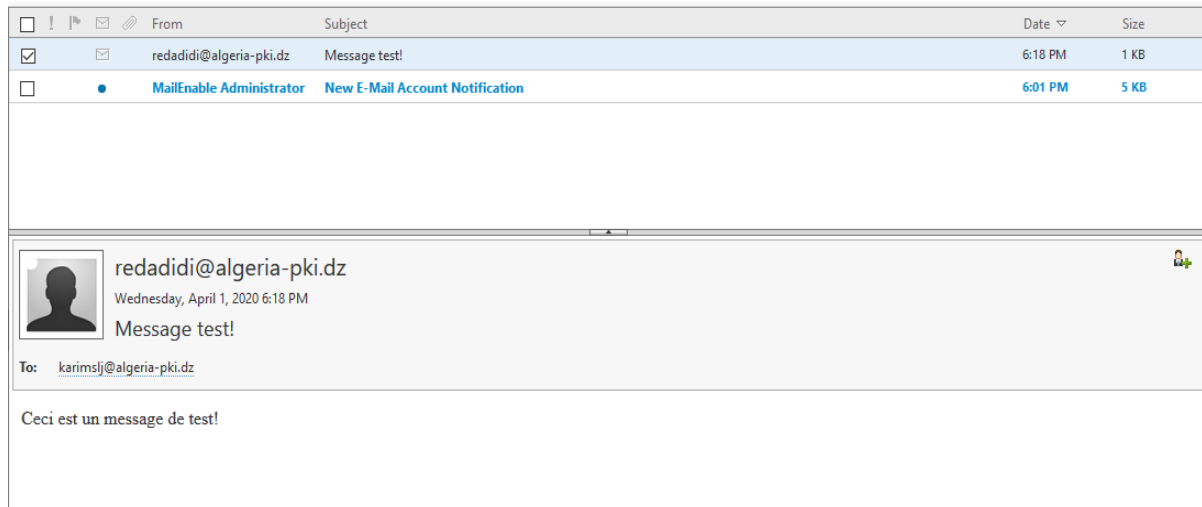 From Subject Date Size
redadidi@algeria-pki.dz Message test! 6:18 PM 1 KB
MailEnable Administrator New E-Mail Account Notification 6:01 PM 5 KB
redadidi@algeria-pki.dz
Wednesday, April 1, 2020 6:18 PM
Message test!
To: karimslj@algeria-pki.dz
Ceci est un message de test!